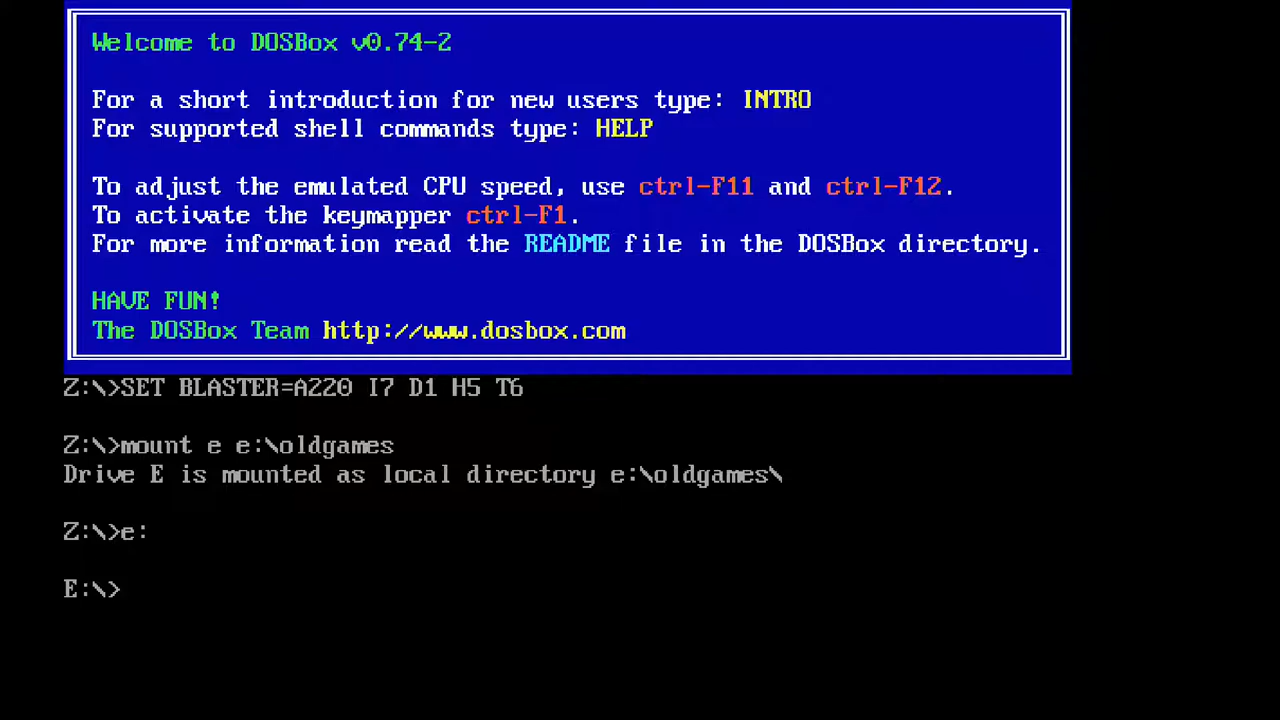 Welcome to DOSBox v0.74-2
For a short introduction for new users type: INTRO
For supported shell commands type: HELP
To adjust the emulated CPU speed, use ctrl-F11 and ctrl-F12.
To activate the keymapper ctrl-F1.
For more information read the README file in the DOSBox directory.
HAVE FUN!
The DOSBox Team http://www.dosbox.com
Z:\>SET BLASTER=A220 I7 D1 H5 T6
Z:\>mount e e:\oldgames
Drive E is mounted as local directory e:\oldgames\
Z:\>e:
E:\>